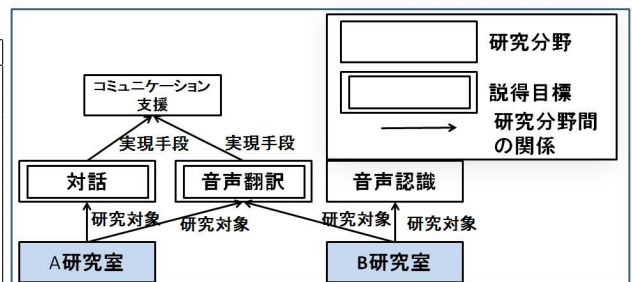 研究分野
説得目標
研究分野間
の関係
コミュニケーション
支援
実現手段
実現手段
対話
音声翻訳
音声認識
研究対象
研究対象
研究対象
研究対象
A研究室
B研究室